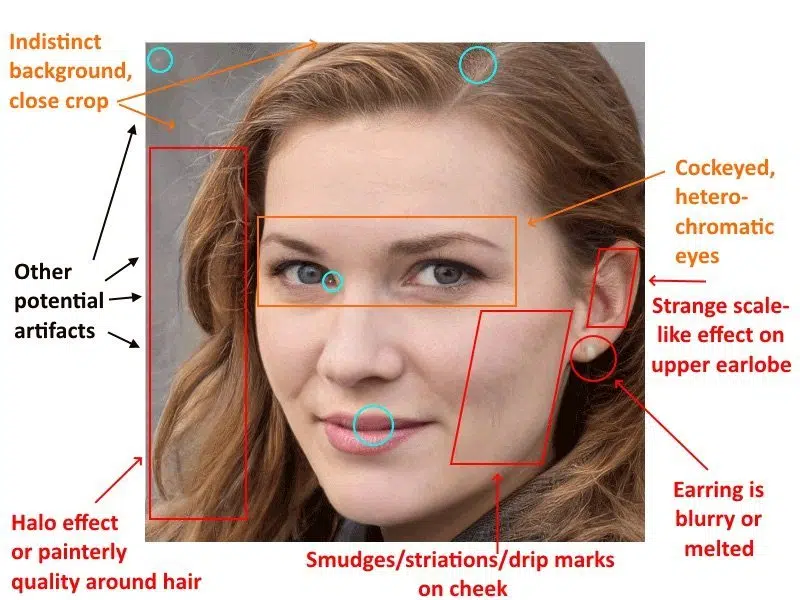 Indistinct
background,
close crop
Cockeyed,
hetero-
chromatic
eyes
Other
potential
artifacts
Strange scale-
like effect on
upper earlobe
Earring is
blurry or
melted
Halo effect
or painterly
quality around hair
Smudges/striations/drip marks
on cheek